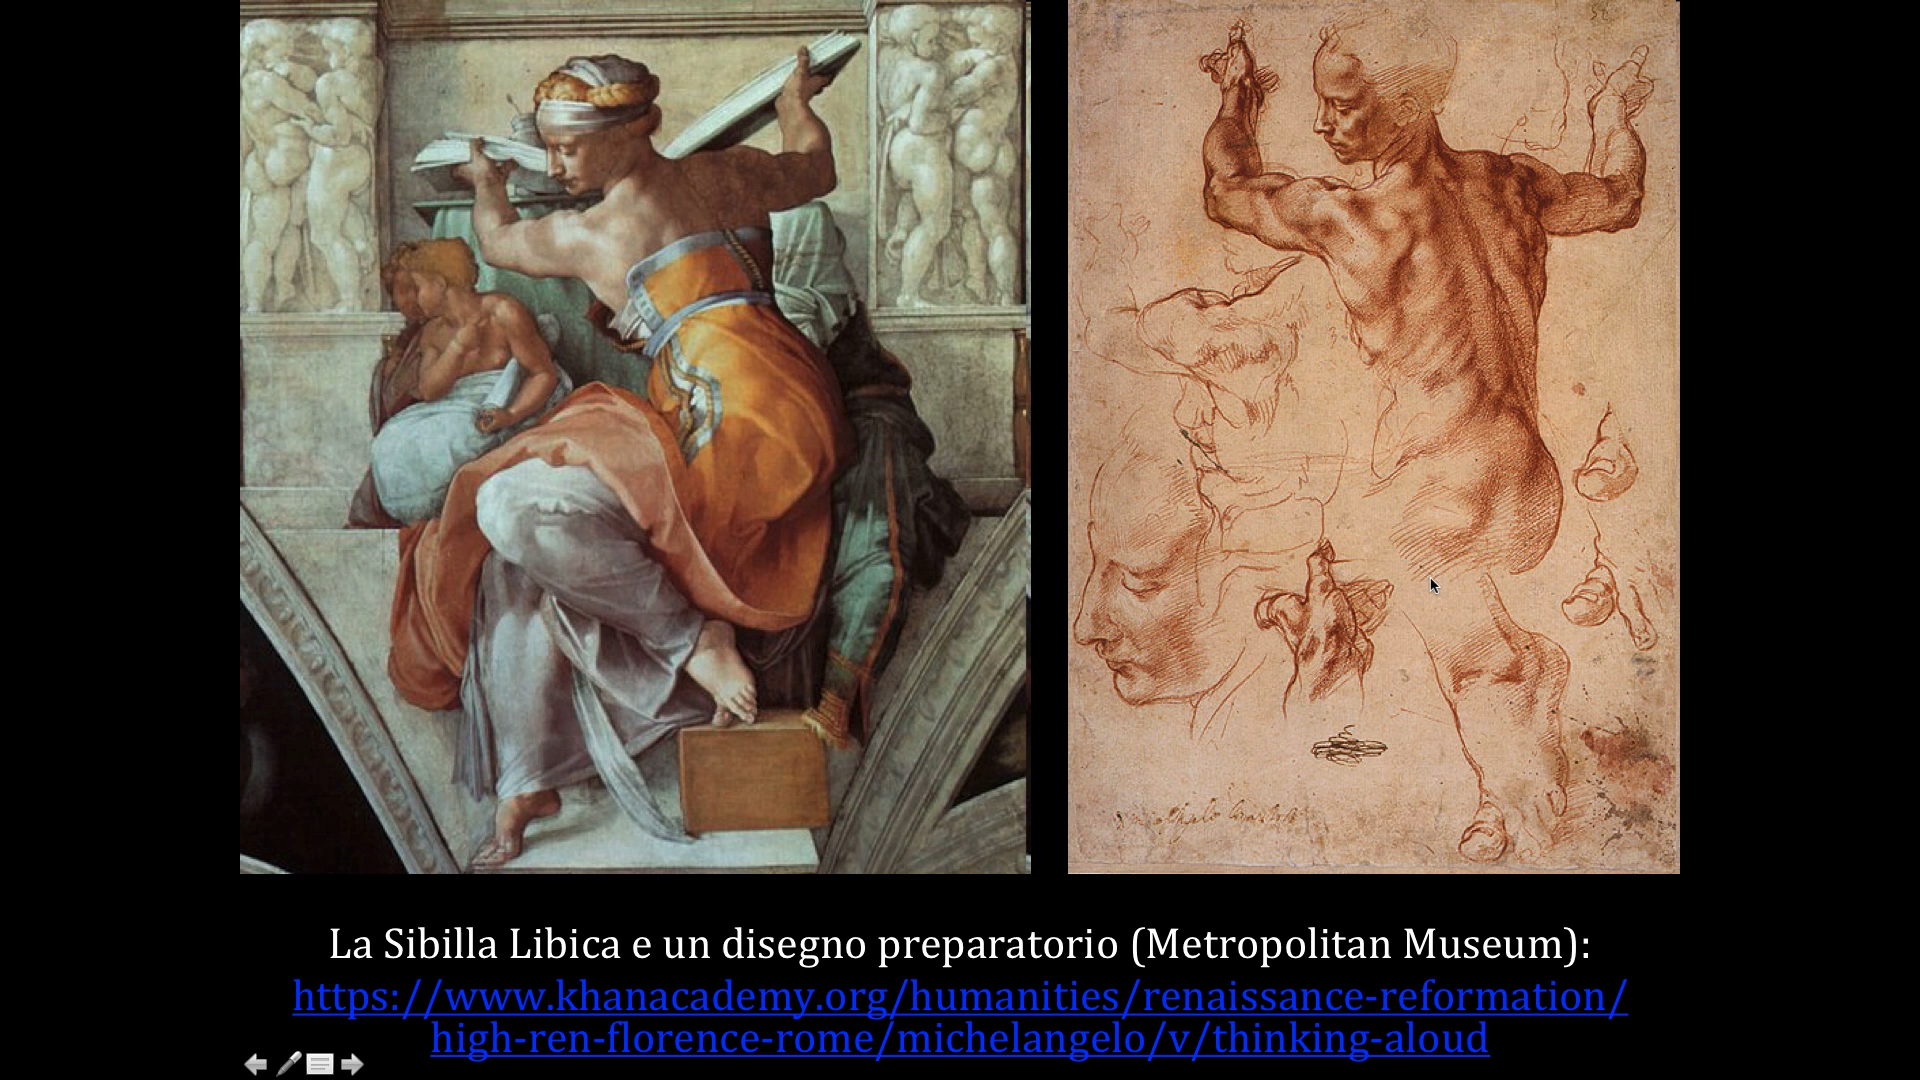 La Sibilla Libica e un disegno preparatorio (Metropolitan Museum):
https://www.khanacademy.org/humanities/renaissance-reformation/
high-ren-florence-rome/michelangelo/v/thinking-aloud